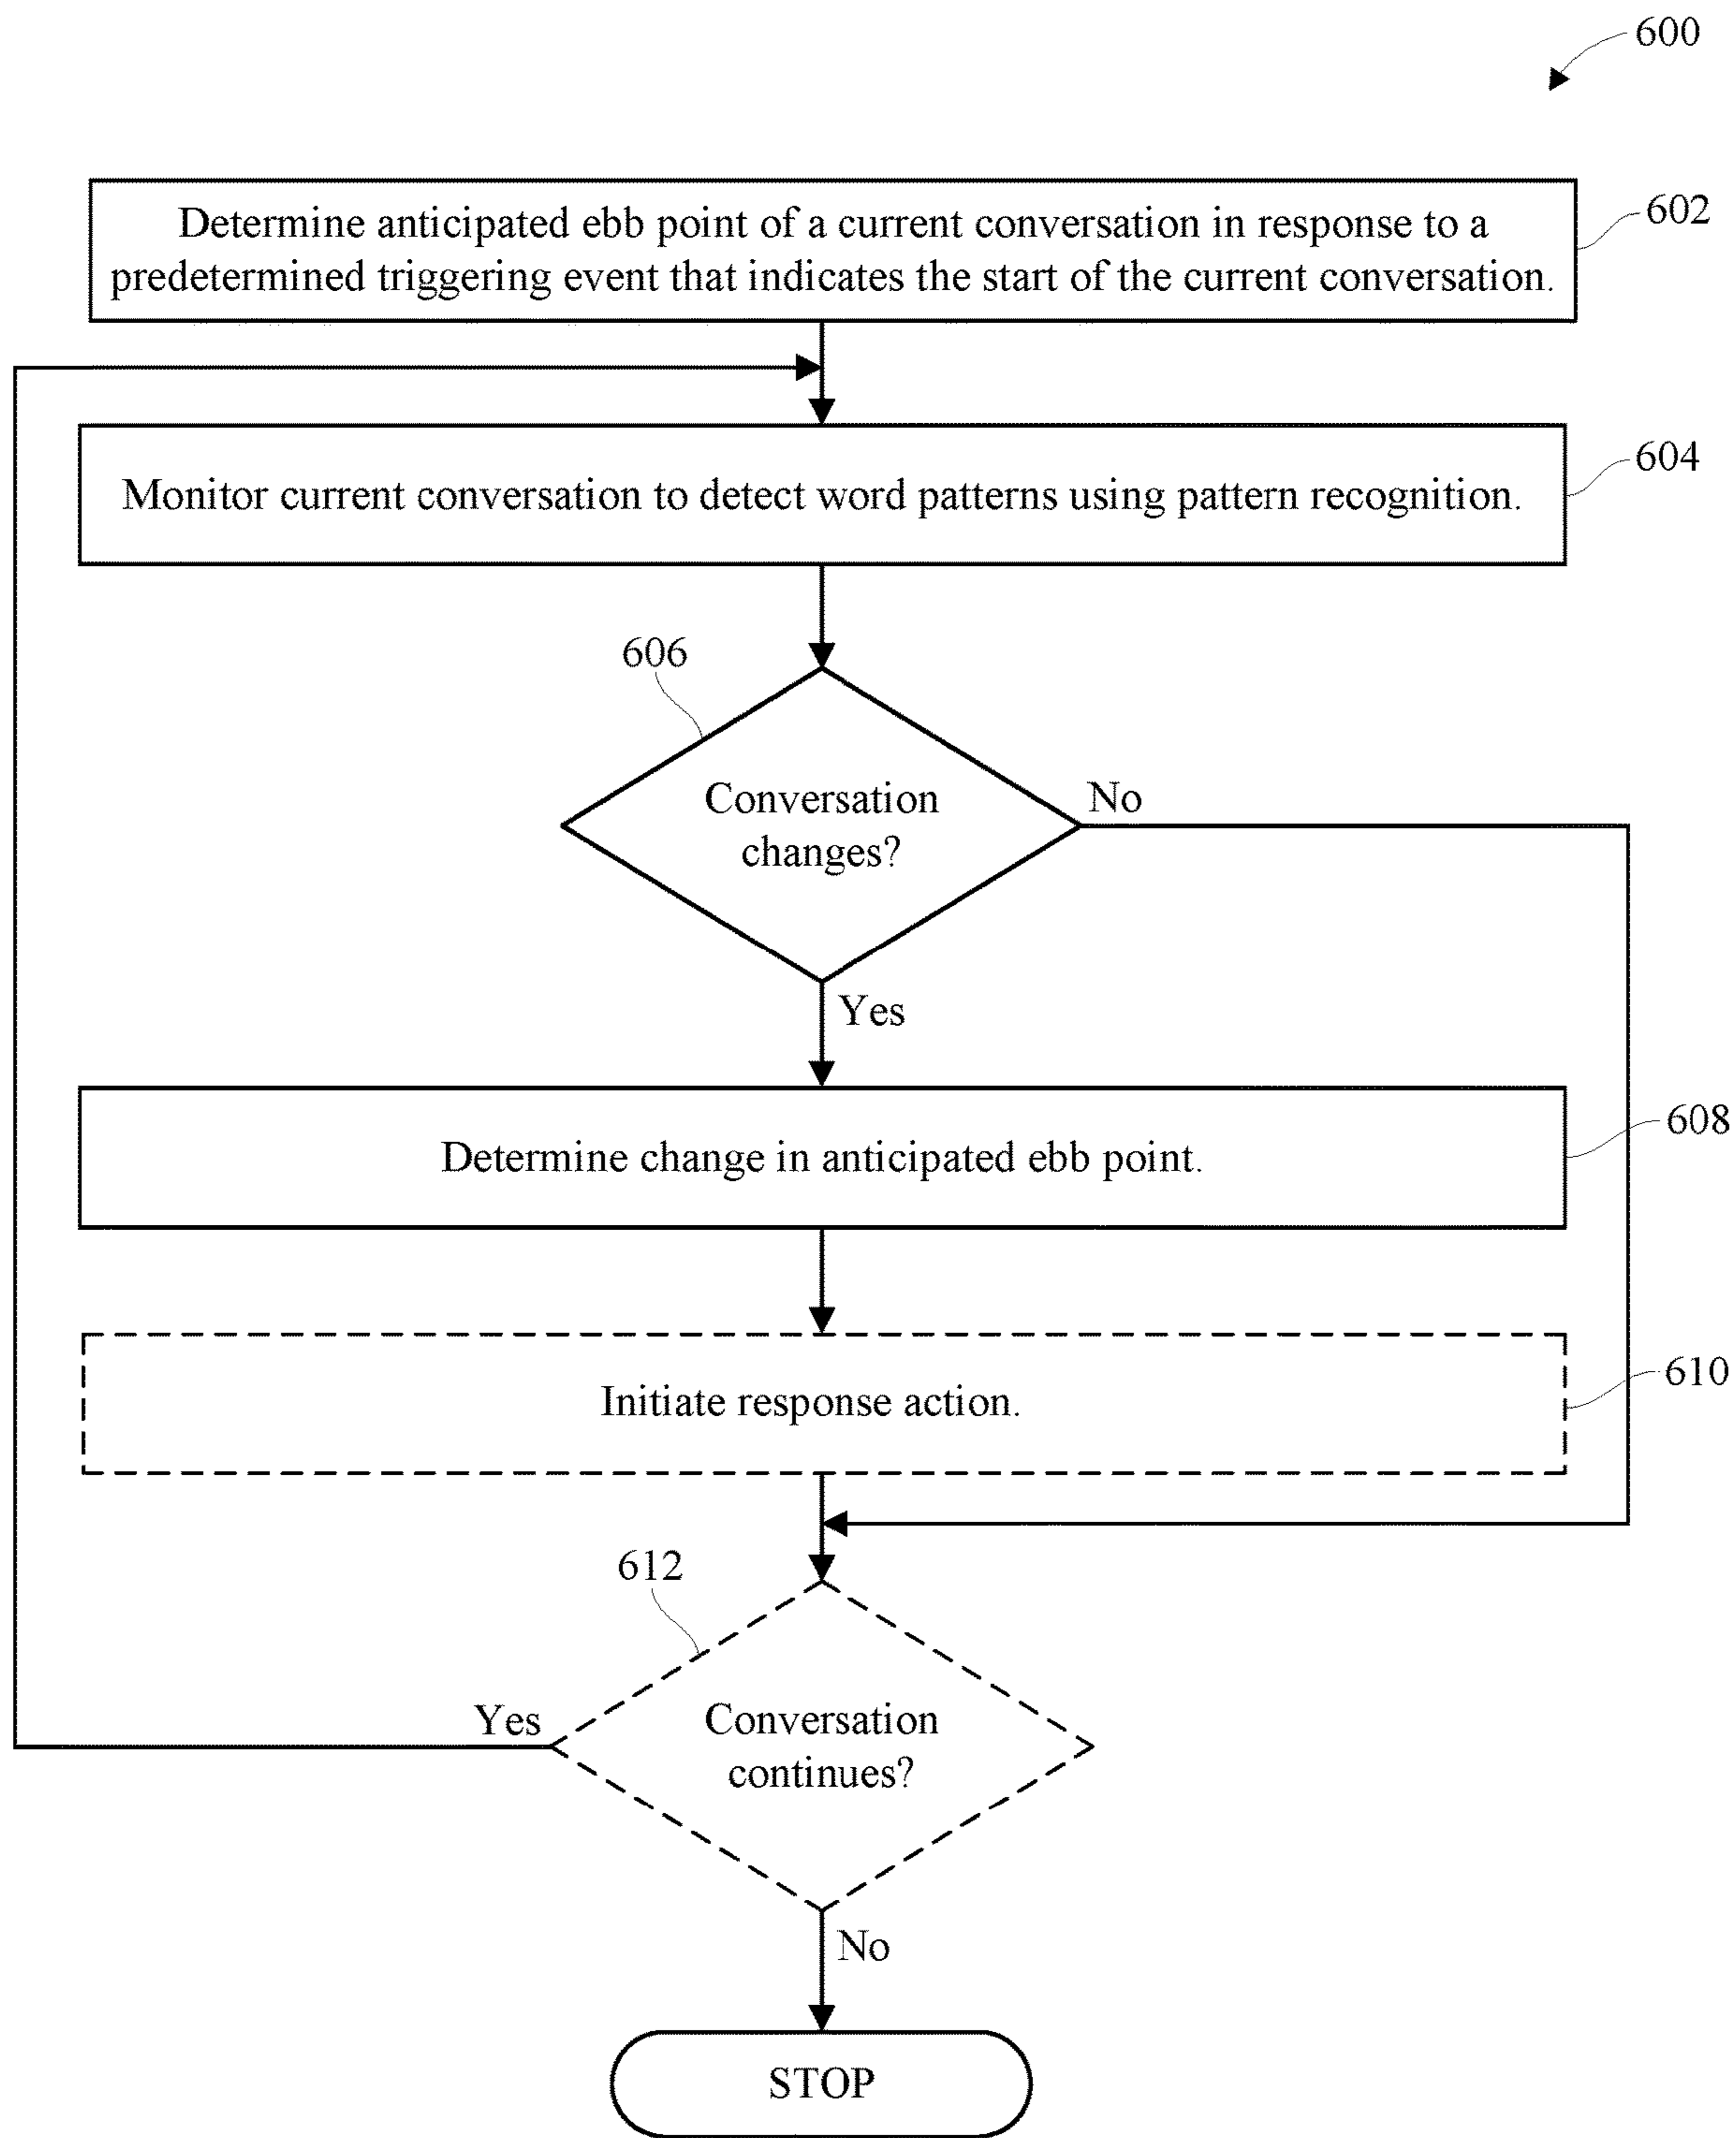 600
Determine anticipated ebb point of a current conversation in response to a
predetermined triggering event that indicates the start of the current conversation.
602
Monitor current conversation to detect word patterns using pattern recognition.
604
606
Conversation
changes?
No
Yes
Determine change in anticipated ebb point.
608
Initiate response action.
610
612
Conversation
continues?
Yes
No
STOP